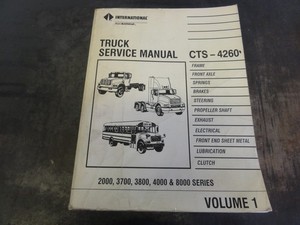 INTERNATIONAL
TRUCK
SERVICE MANUAL
CTS - 4260
FRAME
FRONT AXLE
SPRINGS
BRAKES
STEERING
PROPELLER SHAFT
EXHAUST
ELECTRICAL
FRONT END SHEET METAL
LUBRICATION
CLUTCH
2000, 3700, 3800, 4000 & 8000 SERIES
VOLUME 1